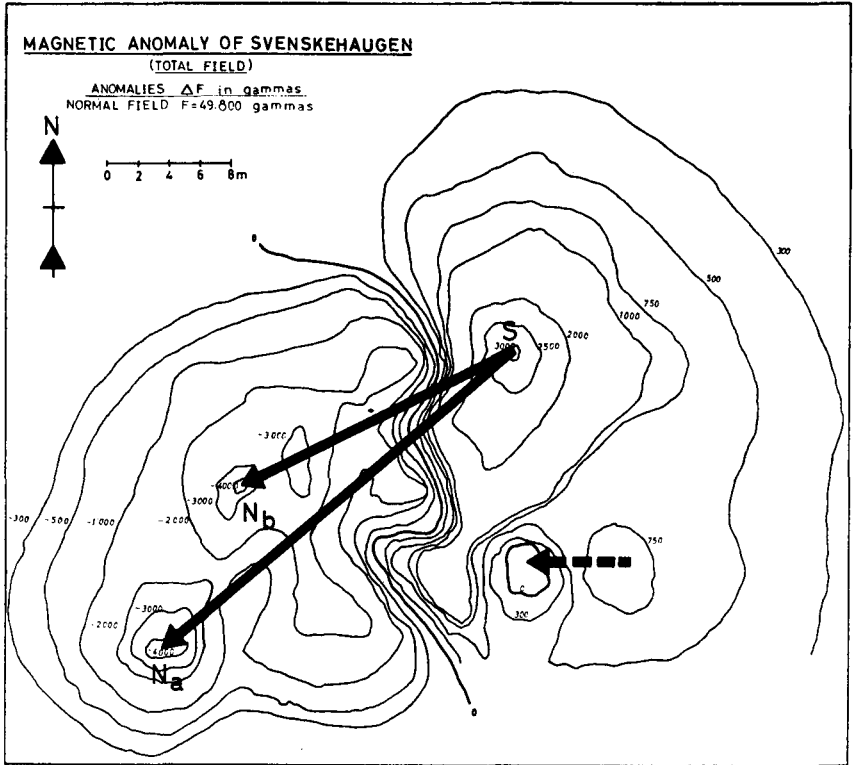 MAGNETIC ANOMALY OF SVENSKEHAUGEN
(TOTAL FIELD)
ANOMALIES ΔF in gammas
NORMAL FIELD F=49.800 gammas
N
0 2 4 6 8m
0
300
500
750
1000
S
2000
3000
2500
-3000
-4000
-3000
Nb
-300
-500
-1000
-2000
750
-3000
0
300
-2000
-4000
Na
0